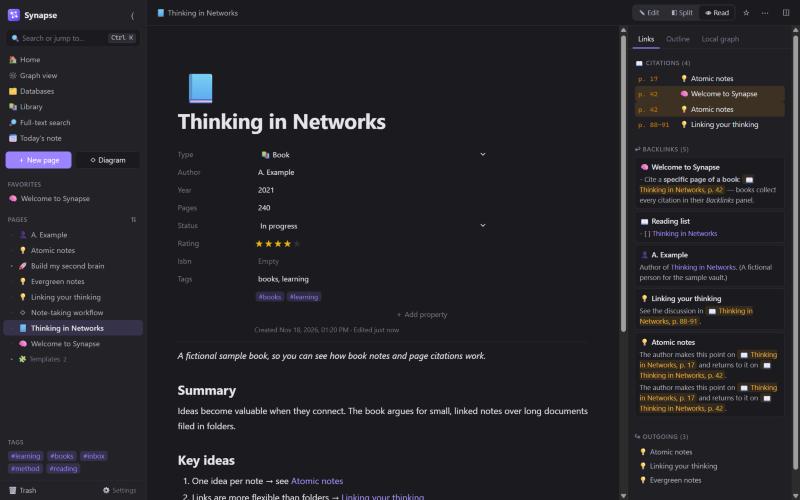 Synapse
Search or jump to...
Ctrl K
Home
Graph view
Databases
Library
Full-text search
Today's note
+ New page
Diagram
FAVORITES
Welcome to Synapse
PAGES
A. Example
Atomic notes
Build my second brain
Evergreen notes
Linking your thinking
Note-taking workflow
Thinking in Networks
Welcome to Synapse
Templates 2
TAGS
#learning #books #inbox
#method #reading
Trash
Settings
Thinking in Networks
Edit
Split
Read
Thinking in Networks
Type Book
Author A. Example
Year 2021
Pages 240
Status In progress
Rating ★★★★★
Isbn Empty
Tags books, learning
#books #learning
+ Add property
Created Nov 18, 2026, 01:20 PM · Edited just now
A fictional sample book, so you can see how book notes and page citations work.
Summary
Ideas become valuable when they connect. The book argues for small, linked notes over long documents
filed in folders.
Key ideas
1. One idea per note → see Atomic notes
2. Links are more flexible than folders → Linking your thinking
Links
Outline
Local graph
CITATIONS (4)
p. 17 Atomic notes
p. 42 Welcome to Synapse
p. 42 Atomic notes
p. 88-91 Linking your thinking
BACKLINKS (5)
Welcome to Synapse
- Cite a specific page of a book:
Thinking in Networks, p. 42 — books collect
every citation in their Backlinks panel.
Reading list
- [ ] Thinking in Networks
A. Example
Author of Thinking in Networks. (A fictional
person for the sample vault.)
Linking your thinking
See the discussion in Thinking in
Networks, p. 88-91.
Atomic notes
The author makes this point on Thinking
in Networks, p. 17 and returns to it on
Thinking in Networks, p. 42.
The author makes this point on Thinking
in Networks, p. 17 and returns to it on
Thinking in Networks, p. 42.
OUTGOING (3)
Atomic notes
Linking your thinking
Evergreen notes